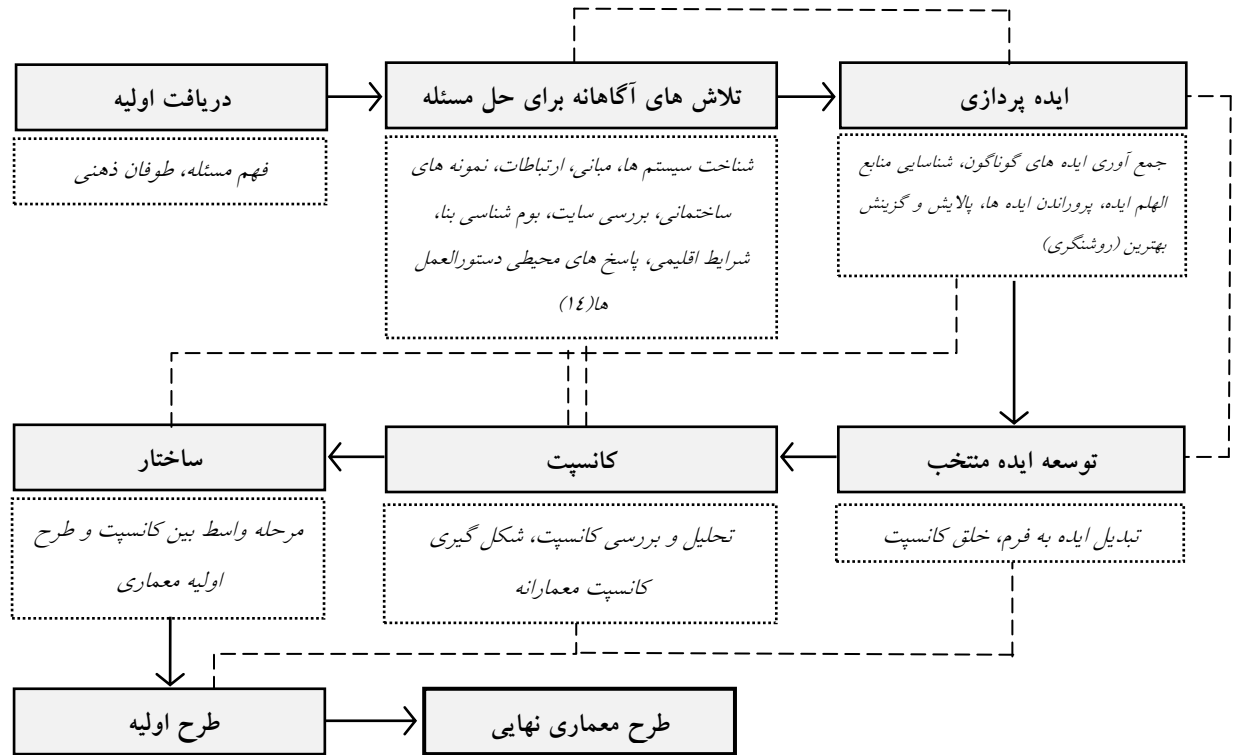 دریافت اولیه
فهم مسئله، طوفان ذهنی
تلاش های آگاهانه برای حل مسئله
شناخت سیستم ها، مبانی، ارتباطات، نمونه های
ساختمانی، بررسی سایت، بوم شناسی بنا،
شرایط اقلیمی، پاسخ های محیطی دستورالعمل
ها(١٤)
ایده پردازی
جمع آوری ایده های گوناگون، شناسایی منابع
الهلم ایده، پروراندن ایده ها، پالایش و گزینش
بهترین (روشنگری)
توسعه ایده منتخب
تبدیل ایده به فرم، خلق کانسپت
کانسپت
تحلیل و بررسی کانسپت، شکل گیری
کانسپت معمارانه
ساختار
مرحله واسط بین کانسپت و طرح
اولیه معماری
طرح اولیه
طرح معماری نهایی